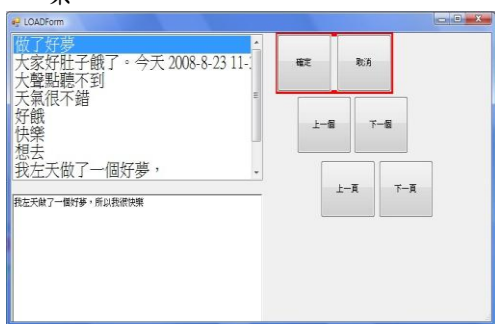 LOADForm
做了好夢
大家好肚子餓了。今天 2008-8-23 11-
大聲點聽不到
天氣很不錯
好餓
快樂
想去
我左天做了一個好夢，
我左天做了一個好夢，所以我很快樂
確定 取消
上一個 下一個
上一頁 下一頁